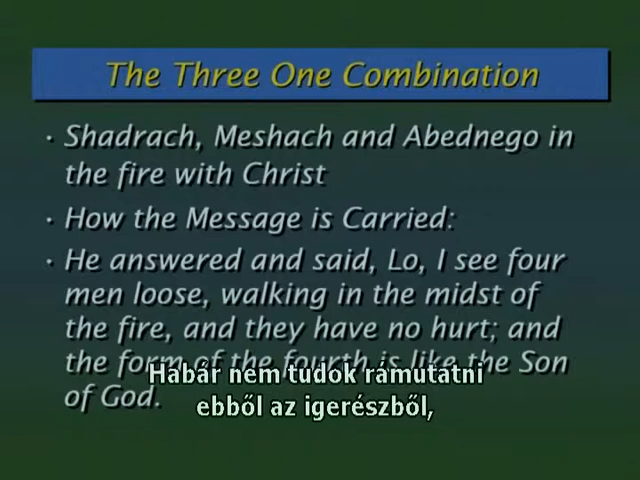 The Three One Combination
• Shadrach, Meshach and Abednego in
the fire with Christ
• How the Message is Carried:
• He answered and said, Lo, I see four
men loose, walking in the midst of
the fire, and they have no hurt; and
the form of the fourth is like the Son
of God.
Habár nem tudok rámutatni
ebből az igerészből,